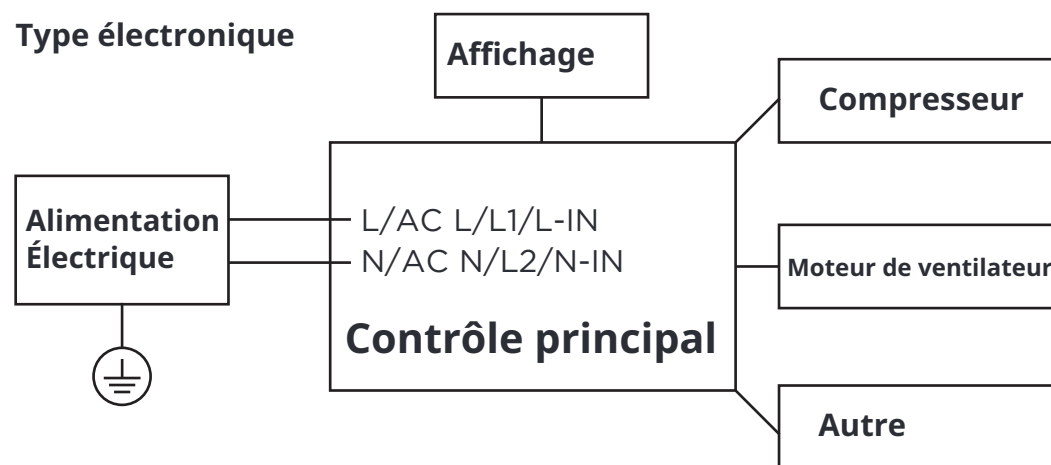 Type électronique
Affichage
Compresseur
Alimentation
Électrique
L/AC L/L1/L-IN
N/AC N/L2/N-IN
Contrôle principal
Moteur de ventilateur
Autre